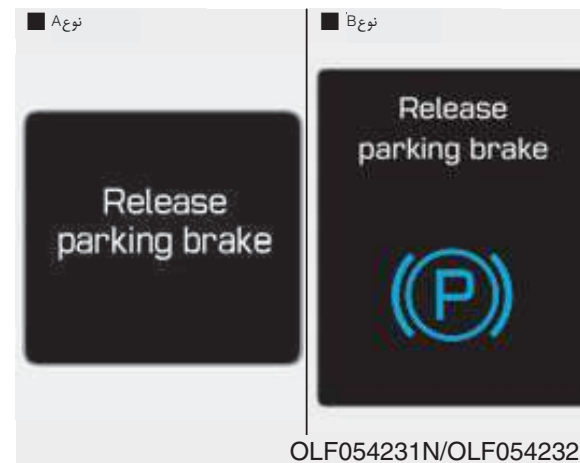 ■ نوعA
Release
parking brake
■ نوعB
Release
parking brake
P
OLF054231N/OLF054232